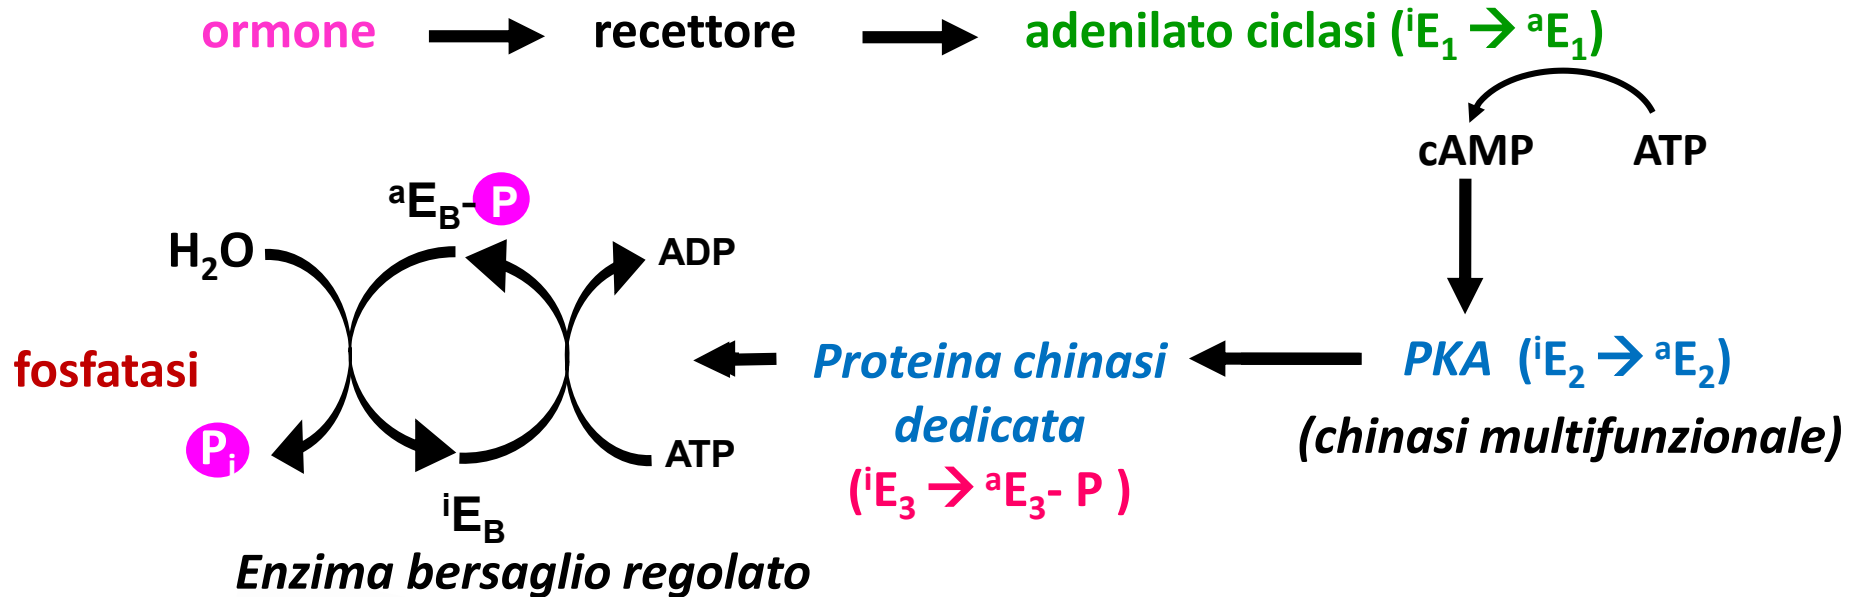 ormone → recettore → adenilato ciclasi (ⁱE₁ → ᵃE₁)
cAMP ATP
ᵃE_B-P
H₂O ADP
fosfatasi Proteina chinasi PKA (ⁱE₂ → ᵃE₂)
dedicata (chinasi multifunzionale)
P_i ATP
(ⁱE₃ → ᵃE₃- P )
ⁱE_B
Enzima bersaglio regolato